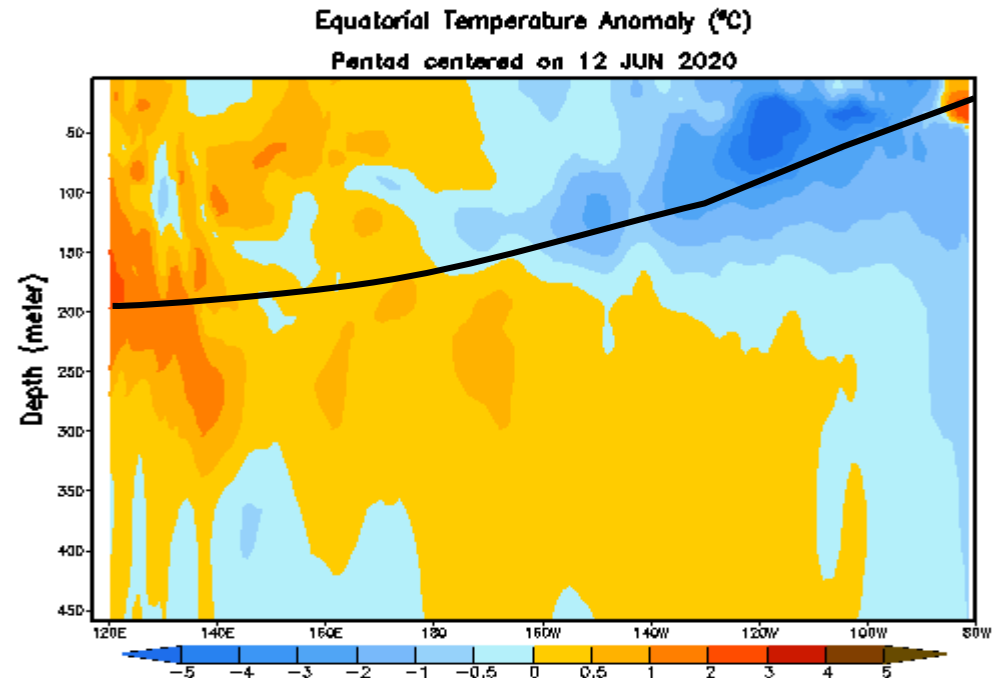 Equatorial Temperature Anomaly (°C)
Pentad centered on 12 JUN 2020
Depth (meter)
50
100
150
200
250
300
350
400
450
120E 140E 160E 180 160W 140W 120W 100W 80W
-5 -4 -3 -2 -1 -0.5 0 0.5 1 2 3 4 5